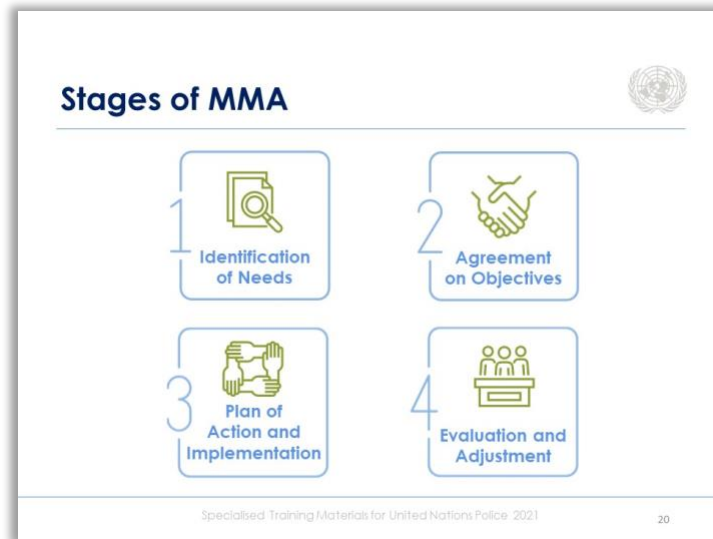 Stages of MMA
1
Identification
of Needs
2
Agreement
on Objectives
3
Plan of
Action and
Implementation
4
Evaluation and
Adjustment
Specialised Training Materials for United Nations Police 2021
20